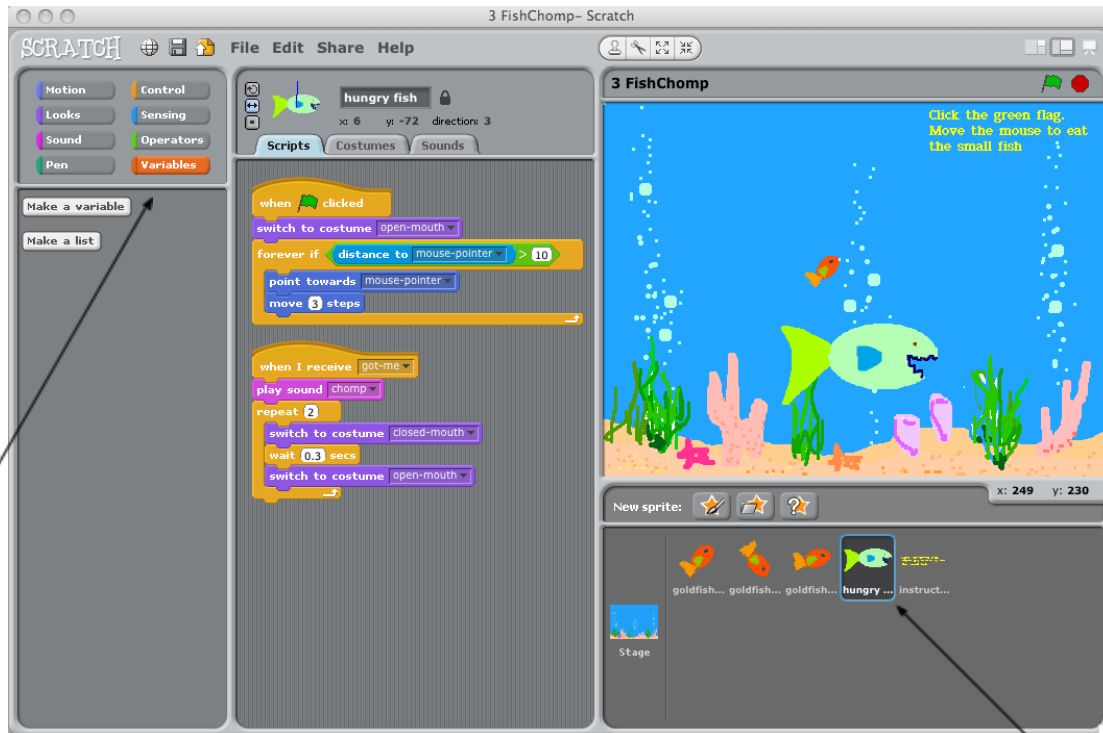 3 FishChomp- Scratch
SCRATCH File Edit Share Help
Motion Control
Looks Sensing
Sound Operators
Pen Variables
Make a variable
Make a list
hungry fish
x: 6 y: -72 direction: 3
Scripts Costumes Sounds
when clicked
switch to costume open-mouth
forever if distance to mouse-pointer > 10
point towards mouse-pointer
move 3 steps
when I receive got-me
play sound chomp
repeat 2
switch to costume closed-mouth
wait 0.3 secs
switch to costume open-mouth
3 FishChomp
Click the green flag.
Move the mouse to eat
the small fish
x: 249 y: 230
New sprite:
goldfish... goldfish... goldfish... hungry ... instruct...
Stage